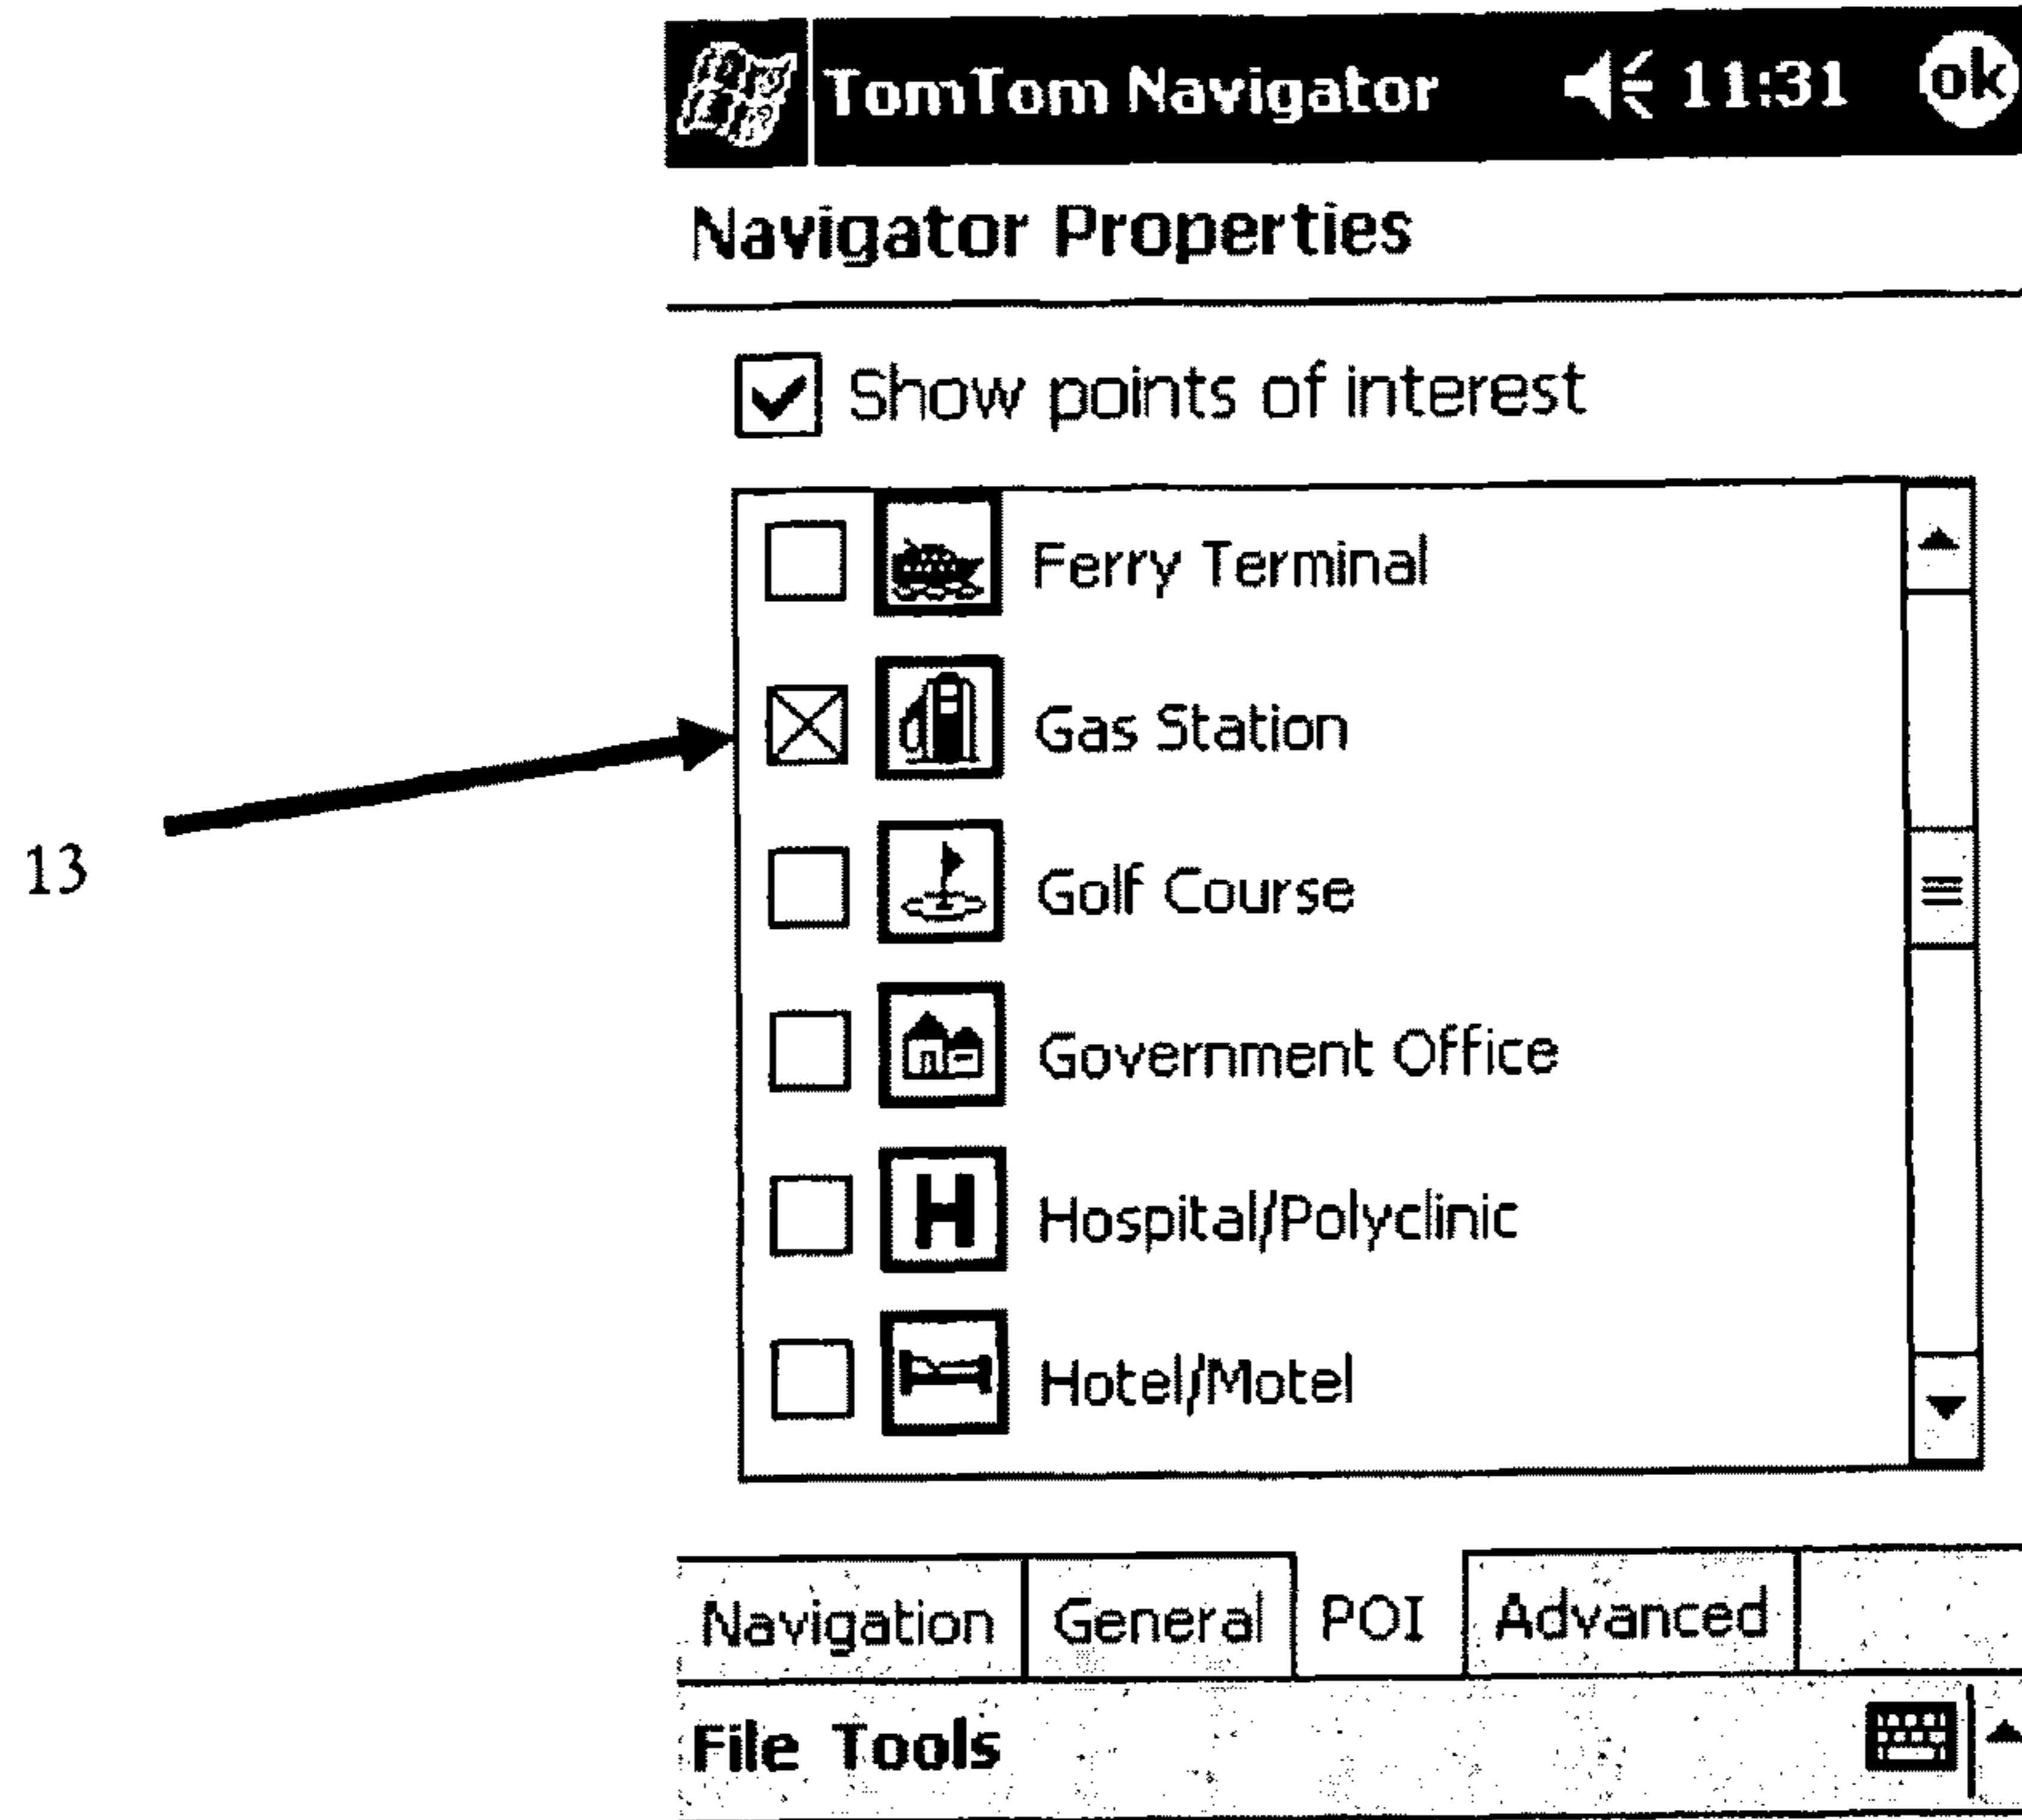 TomTom Navigator 11:31 ok
Navigator Properties
Show points of interest
Ferry Terminal
Gas Station
13
Golf Course
Government Office
H Hospital/Polyclinic
Hotel/Motel
Navigation General POI Advanced
File Tools